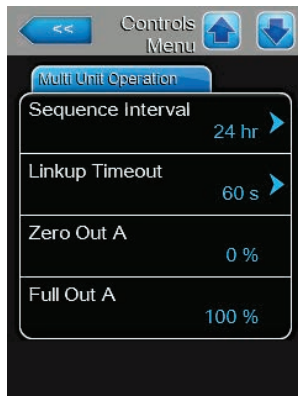 <<
Controls
Menu
Multi Unit Operation
Sequence Interval
24 hr
Linkup Timeout
60 s
Zero Out A
0 %
Full Out A
100 %